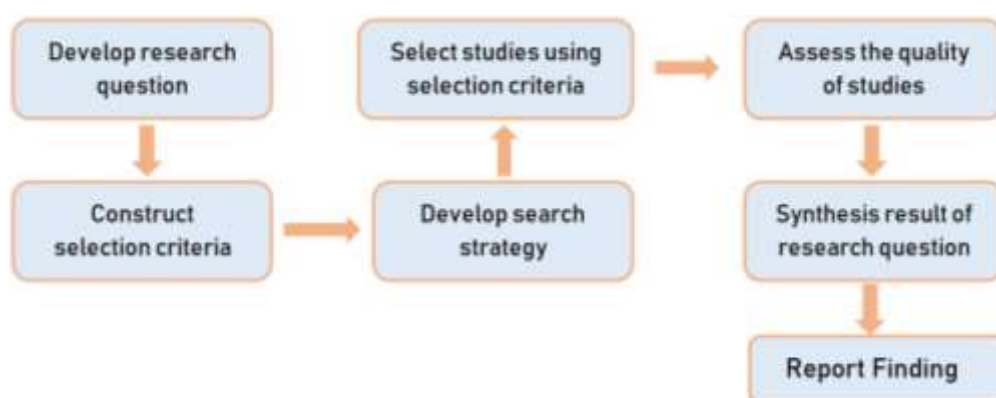 Develop research
question
Construct
selection criteria
Develop search
strategy
Select studies using
selection criteria
Assess the quality
of studies
Synthesis result of
research question
Report Finding